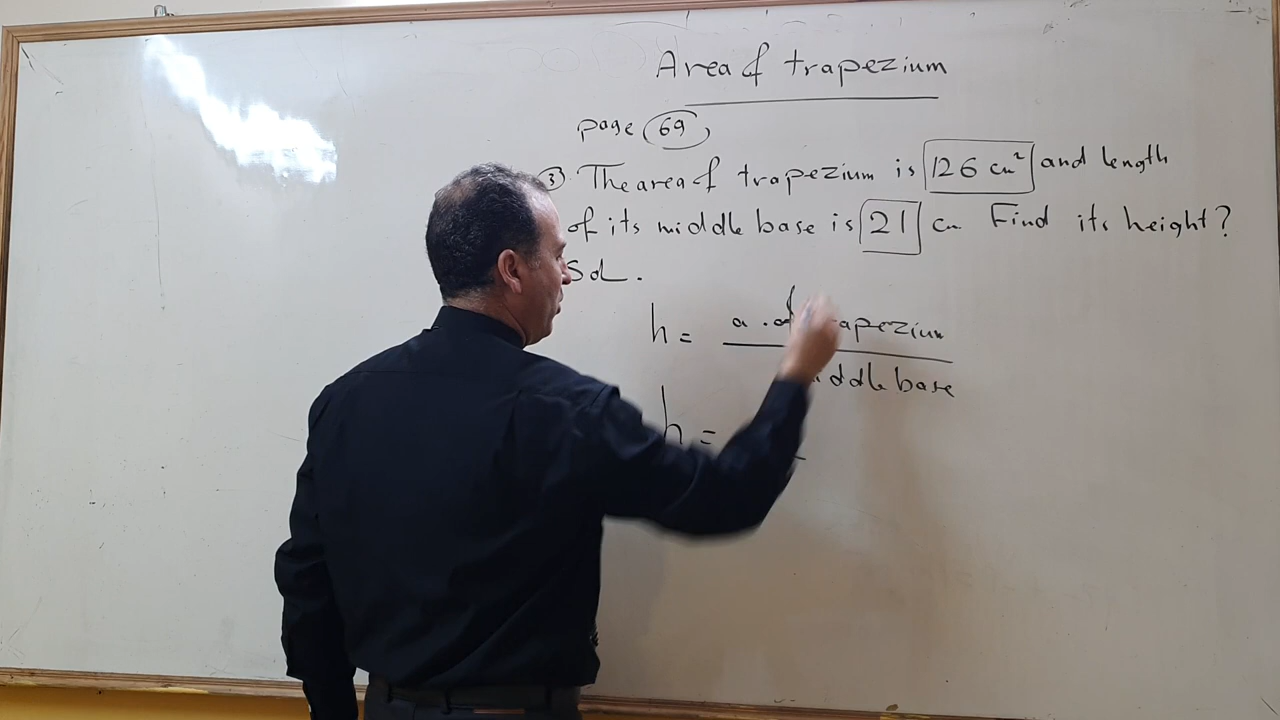 Area of trapezium
page 69
③ The area of trapezium is 126 cm² and length
of its middle base is 21 cm Find its height?
Sol.
h = a. of trapezium
middle base
h =